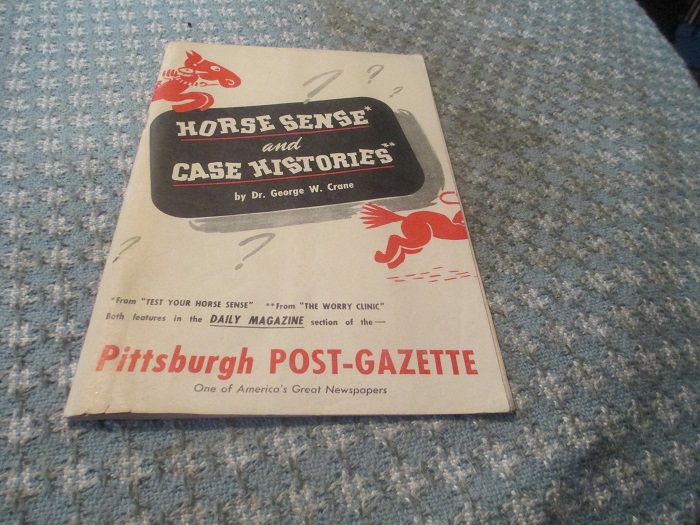 HORSE SENSE*
and
CASE HISTORIES**
by Dr. George W. Crane
*From "TEST YOUR HORSE SENSE" **From "THE WORRY CLINIC"
Both features in the DAILY MAGAZINE section of the—
Pittsburgh POST-GAZETTE
One of America's Great Newspapers